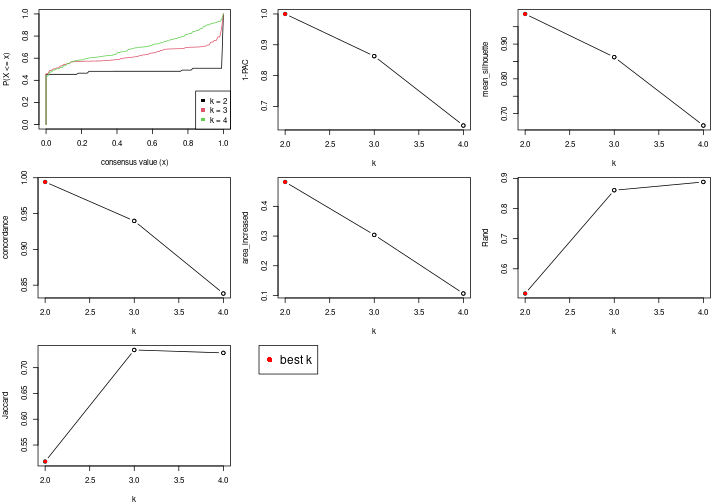 P(X <= x)
0.0 0.2 0.4 0.6 0.8 1.0
k = 2
k = 3
k = 4
0.0 0.2 0.4 0.6 0.8 1.0
consensus value (x)
1-PAC
0.7 0.8 0.9 1.0
2.0 2.5 3.0 3.5 4.0
k
mean_silhouette
0.70 0.80 0.90
2.0 2.5 3.0 3.5 4.0
k
concordance
0.85 0.90 0.95 1.00
2.0 2.5 3.0 3.5 4.0
k
area_increased
0.1 0.2 0.3 0.4
2.0 2.5 3.0 3.5 4.0
k
Rand
0.6 0.7 0.8 0.9
2.0 2.5 3.0 3.5 4.0
k
Jaccard
0.55 0.60 0.65 0.70
2.0 2.5 3.0 3.5 4.0
k
best k